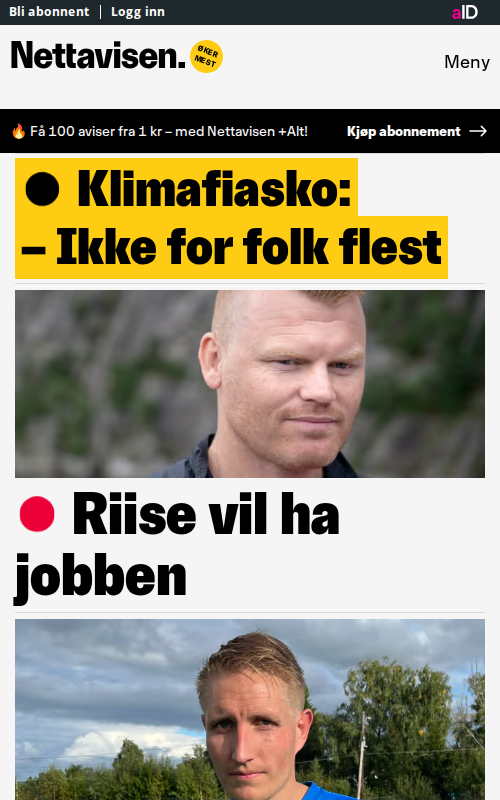 Bli abonnent | Logg inn
aID
Nettavisen.
ØKER
MEST
Meny
🔥 Få 100 aviser fra 1 kr – med Nettavisen +Alt!
Kjøp abonnement →
Klimafiasko:
– Ikke for folk flest
Riise vil ha
jobben